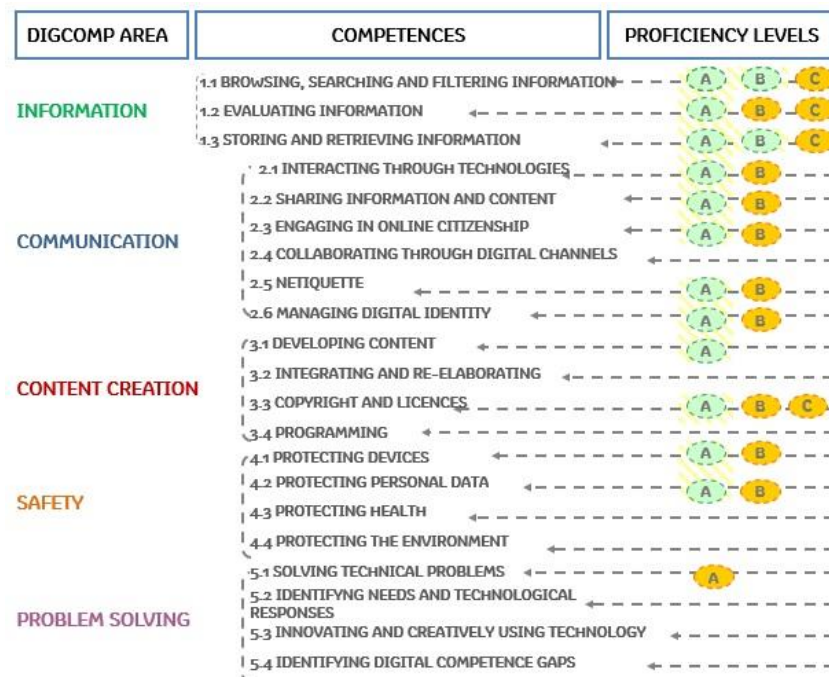 DIGCOMP AREA COMPETENCES PROFICIENCY LEVELS
INFORMATION
1.1 BROWSING, SEARCHING AND FILTERING INFORMATION A B C
1.2 EVALUATING INFORMATION A B C
1.3 STORING AND RETRIEVING INFORMATION A B C
COMMUNICATION
2.1 INTERACTING THROUGH TECHNOLOGIES A B
2.2 SHARING INFORMATION AND CONTENT A B
2.3 ENGAGING IN ONLINE CITIZENSHIP A B
2.4 COLLABORATING THROUGH DIGITAL CHANNELS
2.5 NETIQUETTE A B
2.6 MANAGING DIGITAL IDENTITY A B
CONTENT CREATION
3.1 DEVELOPING CONTENT A
3.2 INTEGRATING AND RE-ELABORATING
3.3 COPYRIGHT AND LICENCES A B C
3.4 PROGRAMMING
SAFETY
4.1 PROTECTING DEVICES A B
4.2 PROTECTING PERSONAL DATA A B
4.3 PROTECTING HEALTH
4.4 PROTECTING THE ENVIRONMENT
PROBLEM SOLVING
5.1 SOLVING TECHNICAL PROBLEMS A
5.2 IDENTIFYNG NEEDS AND TECHNOLOGICAL
RESPONSES
5.3 INNOVATING AND CREATIVELY USING TECHNOLOGY
5.4 IDENTIFYING DIGITAL COMPETENCE GAPS